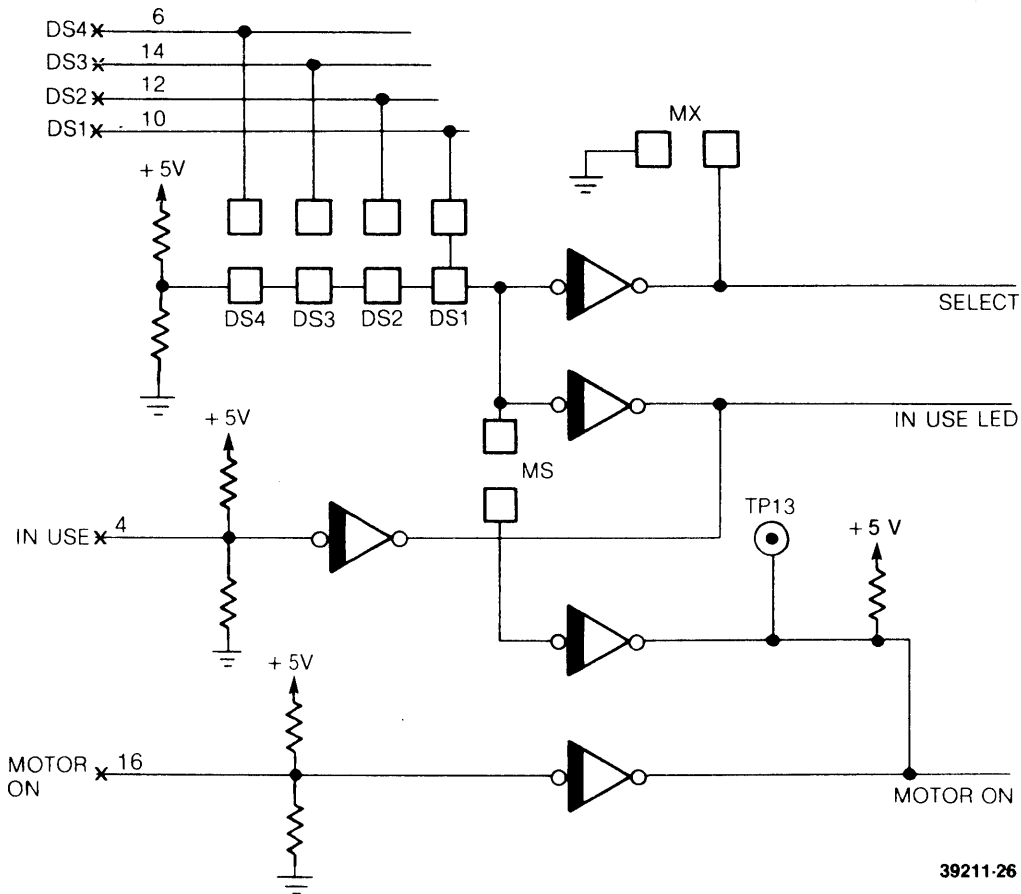 DS4 6
DS3 14
DS2 12
DS1 10
MX
+ 5V
DS4 DS3 DS2 DS1
SELECT
IN USE LED
+ 5V
MS
TP13
+ 5 V
IN USE 4
+ 5V
MOTOR
ON
16
MOTOR ON
39211-26